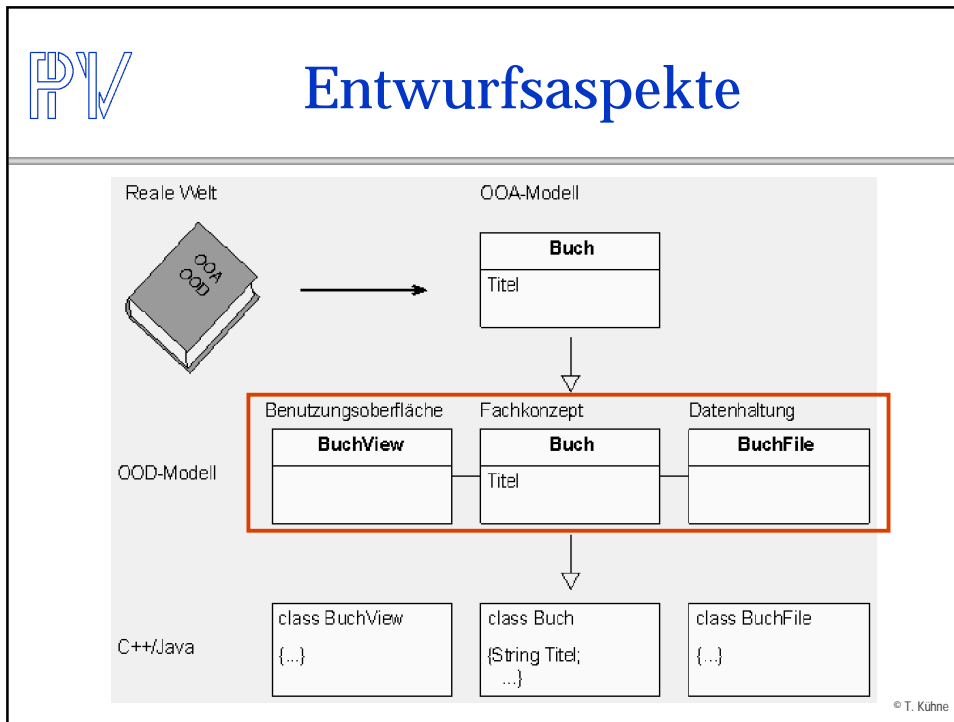 PPV
Entwurfsaspekte
Reale Welt
OOA-Modell
OOA
OOD
Buch
Titel
Benutzungsoberfläche
Fachkonzept
Datenhaltung
OOD-Modell
BuchView
Buch
BuchFile
Titel
C++/Java
class BuchView
{...}
class Buch
{String Titel;
...}
class BuchFile
{...}
© T. Kühne